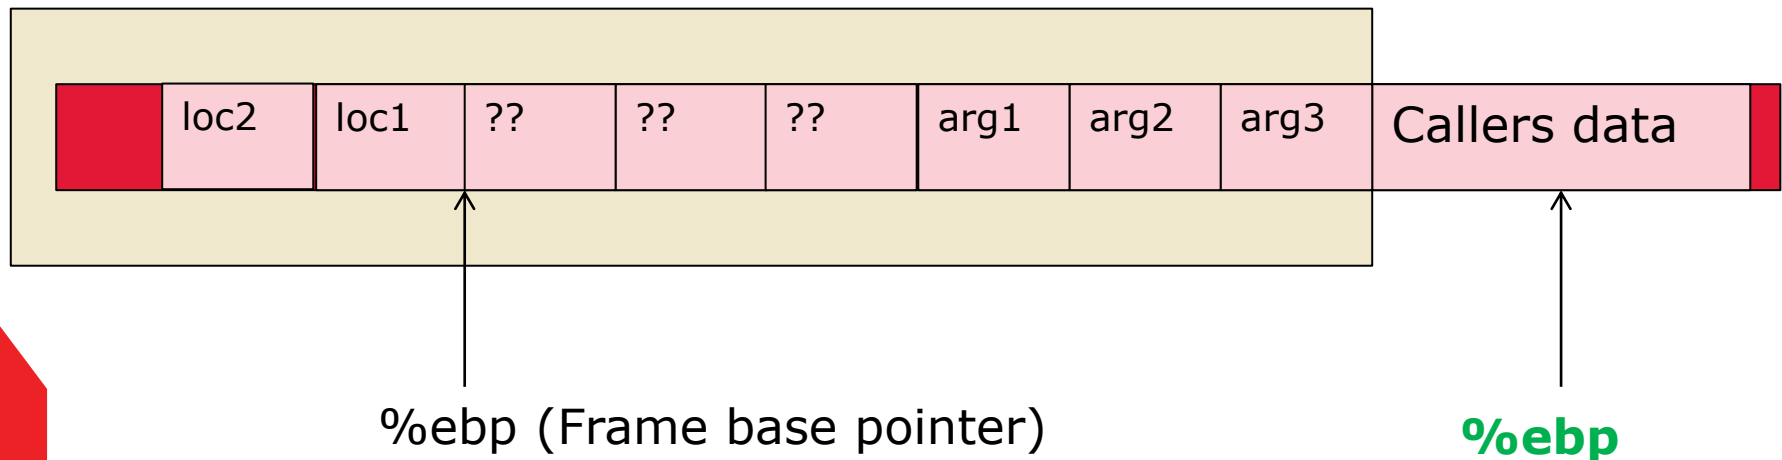 loc2 loc1 ?? ?? ?? arg1 arg2 arg3 Callers data
%ebp (Frame base pointer) %ebp